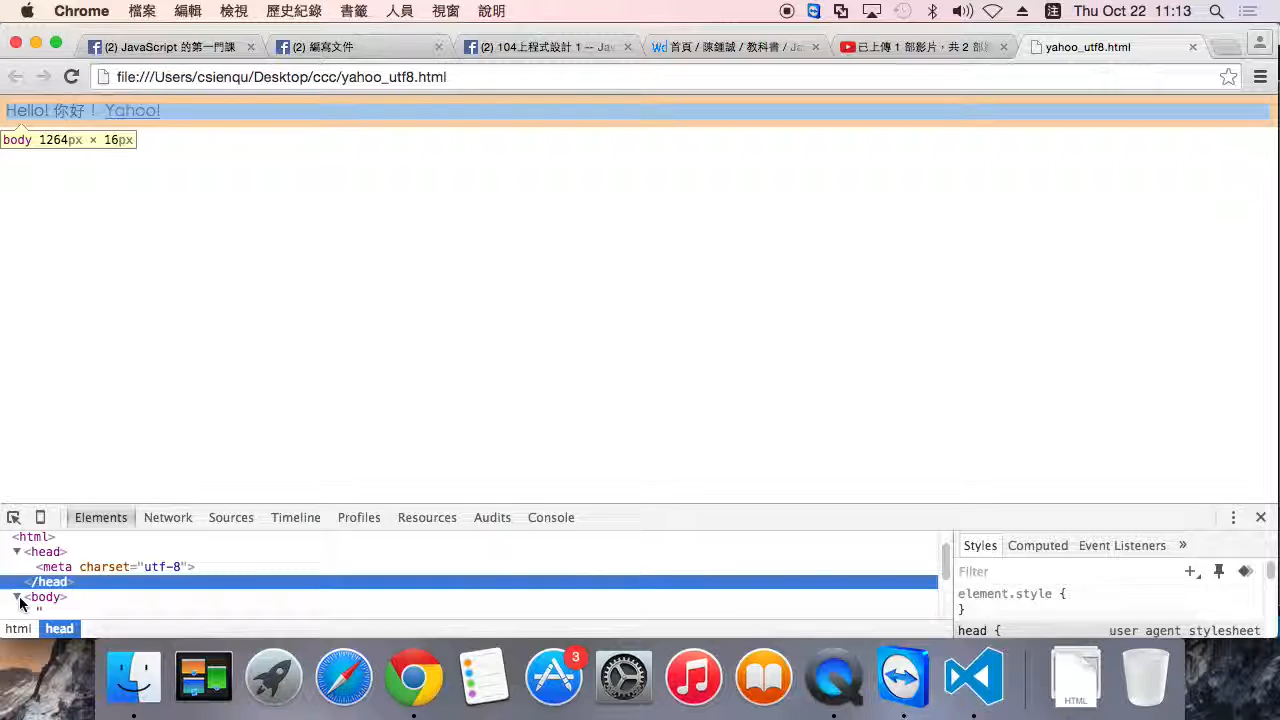 Chrome 檔案 編輯 檢視 歷史紀錄 書籤 人員 視窗 說明 注 Thu Oct 22 11:13
(2) JavaScript 的第一門課
(2) 編寫文件
(2) 104上程式設計 1 -- Jav
首頁 / 陳鍾誠 / 教科書 / Ja
已上傳 1 部影片，共 2 部
yahoo_utf8.html
file:///Users/csienqu/Desktop/ccc/yahoo_utf8.html
Hello! 你好！ Yahoo!
body 1264px × 16px
Elements Network Sources Timeline Profiles Resources Audits Console
<html>
<head>
<meta charset="utf-8">
</head>
<body>
"
html head
Styles Computed Event Listeners »
Filter
element.style {
}
head { user agent stylesheet
3
HTML